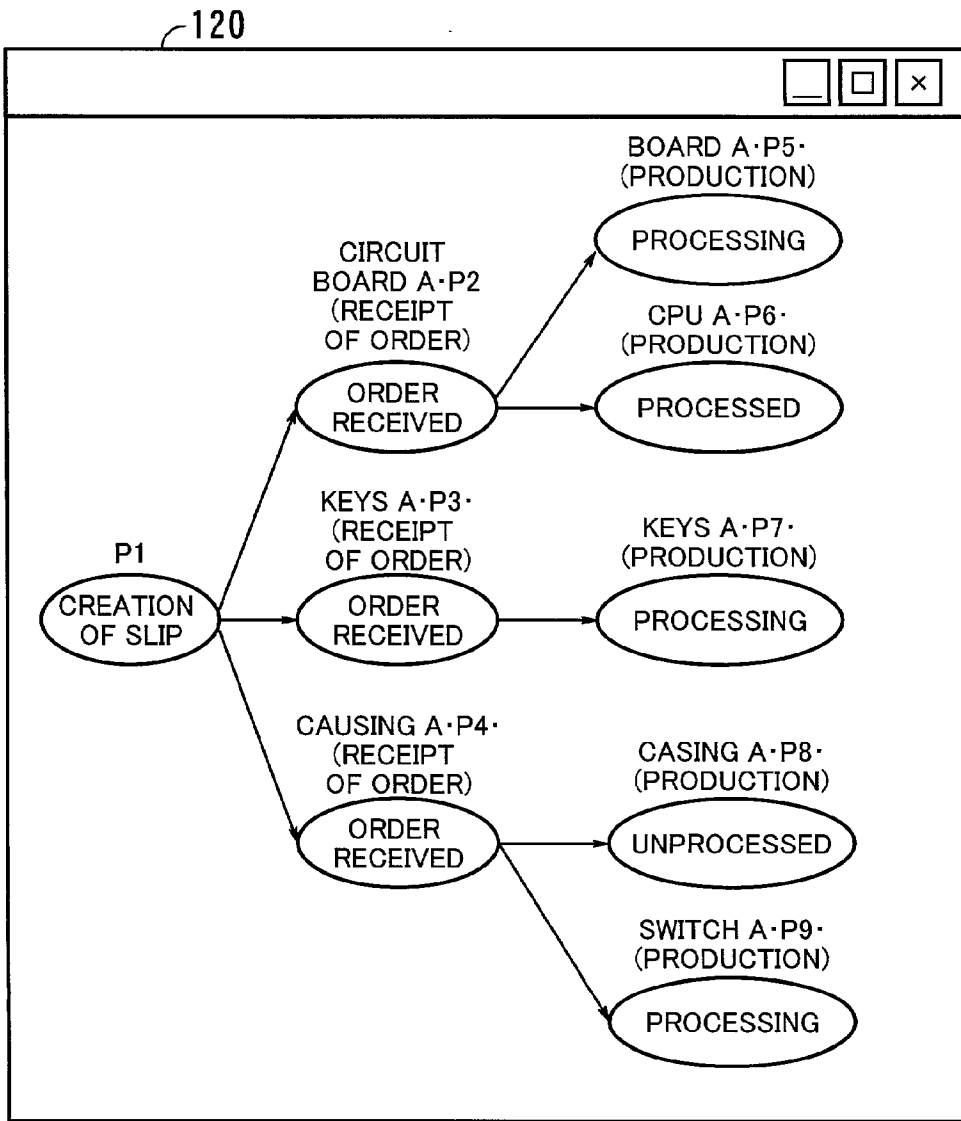 120
BOARD A·P5·
(PRODUCTION)
PROCESSING
CIRCUIT
BOARD A·P2
(RECEIPT
OF ORDER)
ORDER
RECEIVED
CPU A·P6·
(PRODUCTION)
PROCESSED
P1
CREATION
OF SLIP
KEYS A·P3·
(RECEIPT
OF ORDER)
ORDER
RECEIVED
KEYS A·P7·
(PRODUCTION)
PROCESSING
CAUSING A·P4·
(RECEIPT
OF ORDER)
ORDER
RECEIVED
CASING A·P8·
(PRODUCTION)
UNPROCESSED
SWITCH A·P9·
(PRODUCTION)
PROCESSING